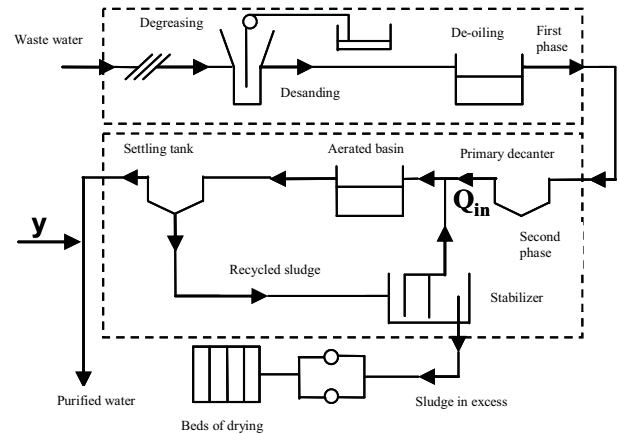 Degreasing
De-oiling
First
phase
Waste water
Desanding
Settling tank
Aerated basin
Primary decanter
Qin
y
Second
phase
Recycled sludge
Stabilizer
Purified water
Sludge in excess
Beds of drying